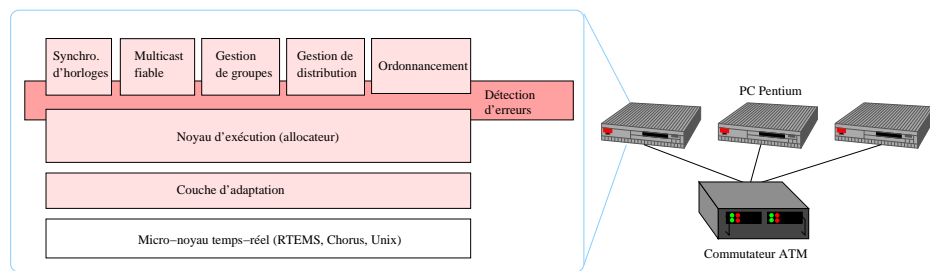 Synchro.
d'horloges
Multicast
fiable
Gestion
de groupes
Gestion de
distribution
Ordonnancement
Détection
d'erreurs
Noyau d'exécution (allocateur)
Couche d'adaptation
Micro−noyau temps−réel (RTEMS, Chorus, Unix)
PC Pentium
Commutateur ATM